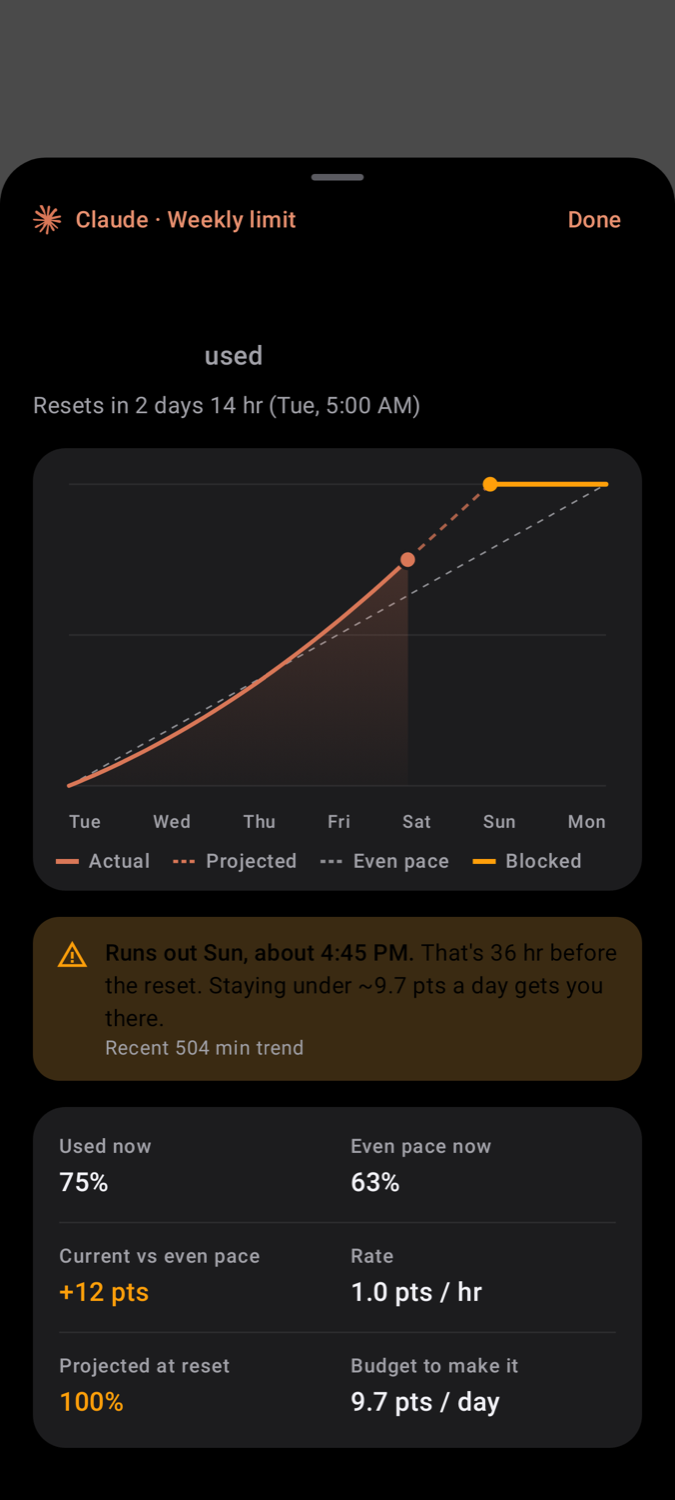 Claude · Weekly limit
Done
used
Resets in 2 days 14 hr (Tue, 5:00 AM)
Tue Wed Thu Fri Sat Sun Mon
Actual Projected Even pace Blocked
Runs out Sun, about 4:45 PM. That's 36 hr before
the reset. Staying under ~9.7 pts a day gets you
there.
Recent 504 min trend
Used now
75%
Even pace now
63%
Current vs even pace
+12 pts
Rate
1.0 pts / hr
Projected at reset
100%
Budget to make it
9.7 pts / day